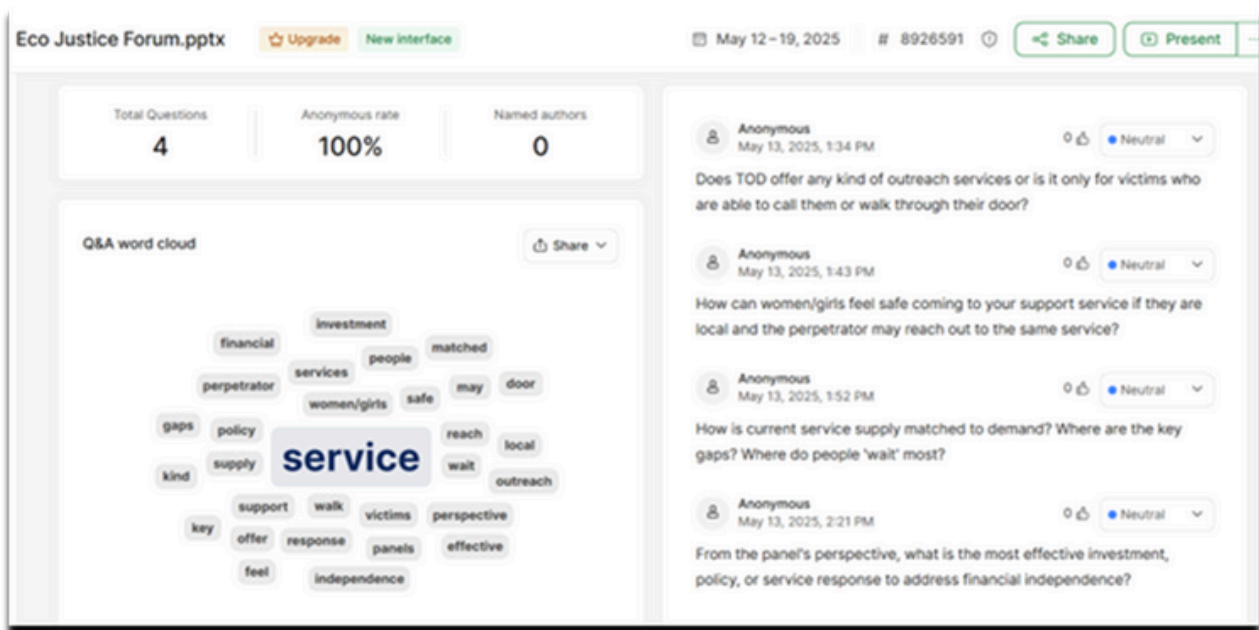 Eco Justice Forum.pptx
Upgrade
New interface
May 12–19, 2025
# 8926591
Share
Present
Total Questions
4
Anonymous rate
100%
Named authors
0
Q&A word cloud
Share
investment
financial
people
matched
services
perpetrator
women/girls
safe
may
door
gaps
policy
service
reach
local
kind
supply
wait
outreach
support
walk
victims
perspective
key
offer
response
panels
effective
feel
independence
Anonymous
May 13, 2025, 1:34 PM
0
Neutral
Does TOD offer any kind of outreach services or is it only for victims who
are able to call them or walk through their door?
Anonymous
May 13, 2025, 1:43 PM
0
Neutral
How can women/girls feel safe coming to your support service if they are
local and the perpetrator may reach out to the same service?
Anonymous
May 13, 2025, 1:52 PM
0
Neutral
How is current service supply matched to demand? Where are the key
gaps? Where do people 'wait' most?
Anonymous
May 13, 2025, 2:21 PM
0
Neutral
From the panel's perspective, what is the most effective investment,
policy, or service response to address financial independence?